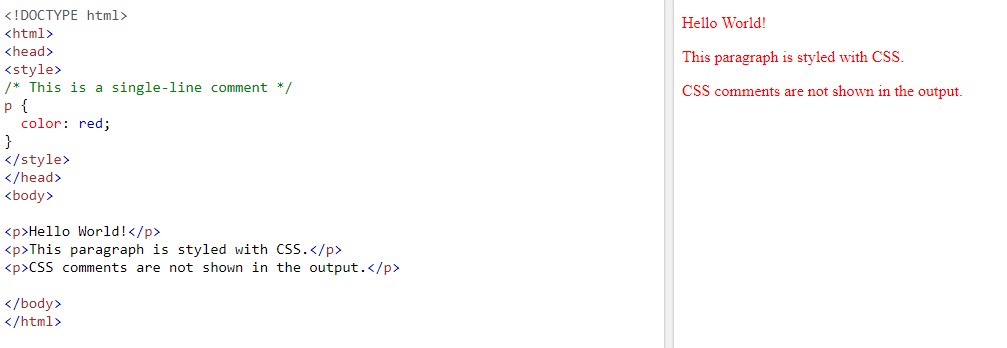 <!DOCTYPE html>
<html>
<head>
<style>
/* This is a single-line comment */
p {
  color: red;
}
</style>
</head>
<body>

<p>Hello World!</p>
<p>This paragraph is styled with CSS.</p>
<p>CSS comments are not shown in the output.</p>

</body>
</html>
Hello World!
This paragraph is styled with CSS.
CSS comments are not shown in the output.